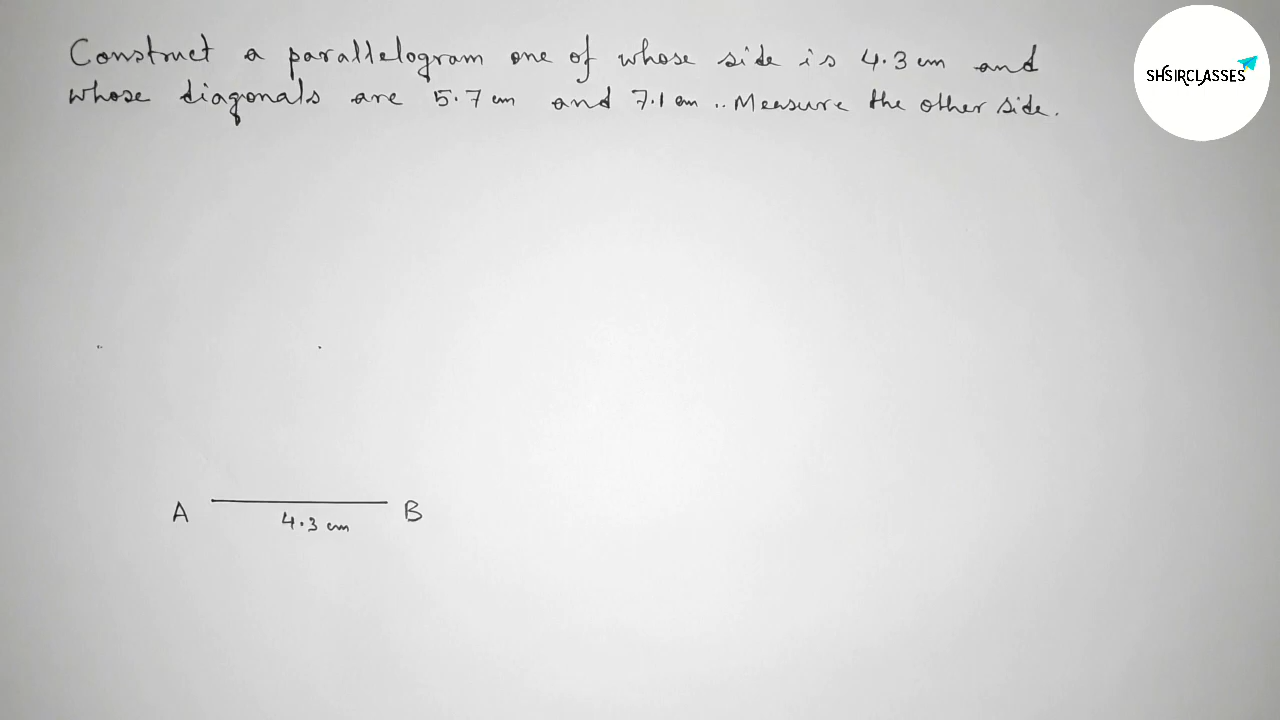 Construct a parallelogram one of whose side is 4.3 cm and
SHSIRCLASSES
whose diagonals are 5.7 cm and 7.1 cm .. Measure the other side.
A B
4.3 cm